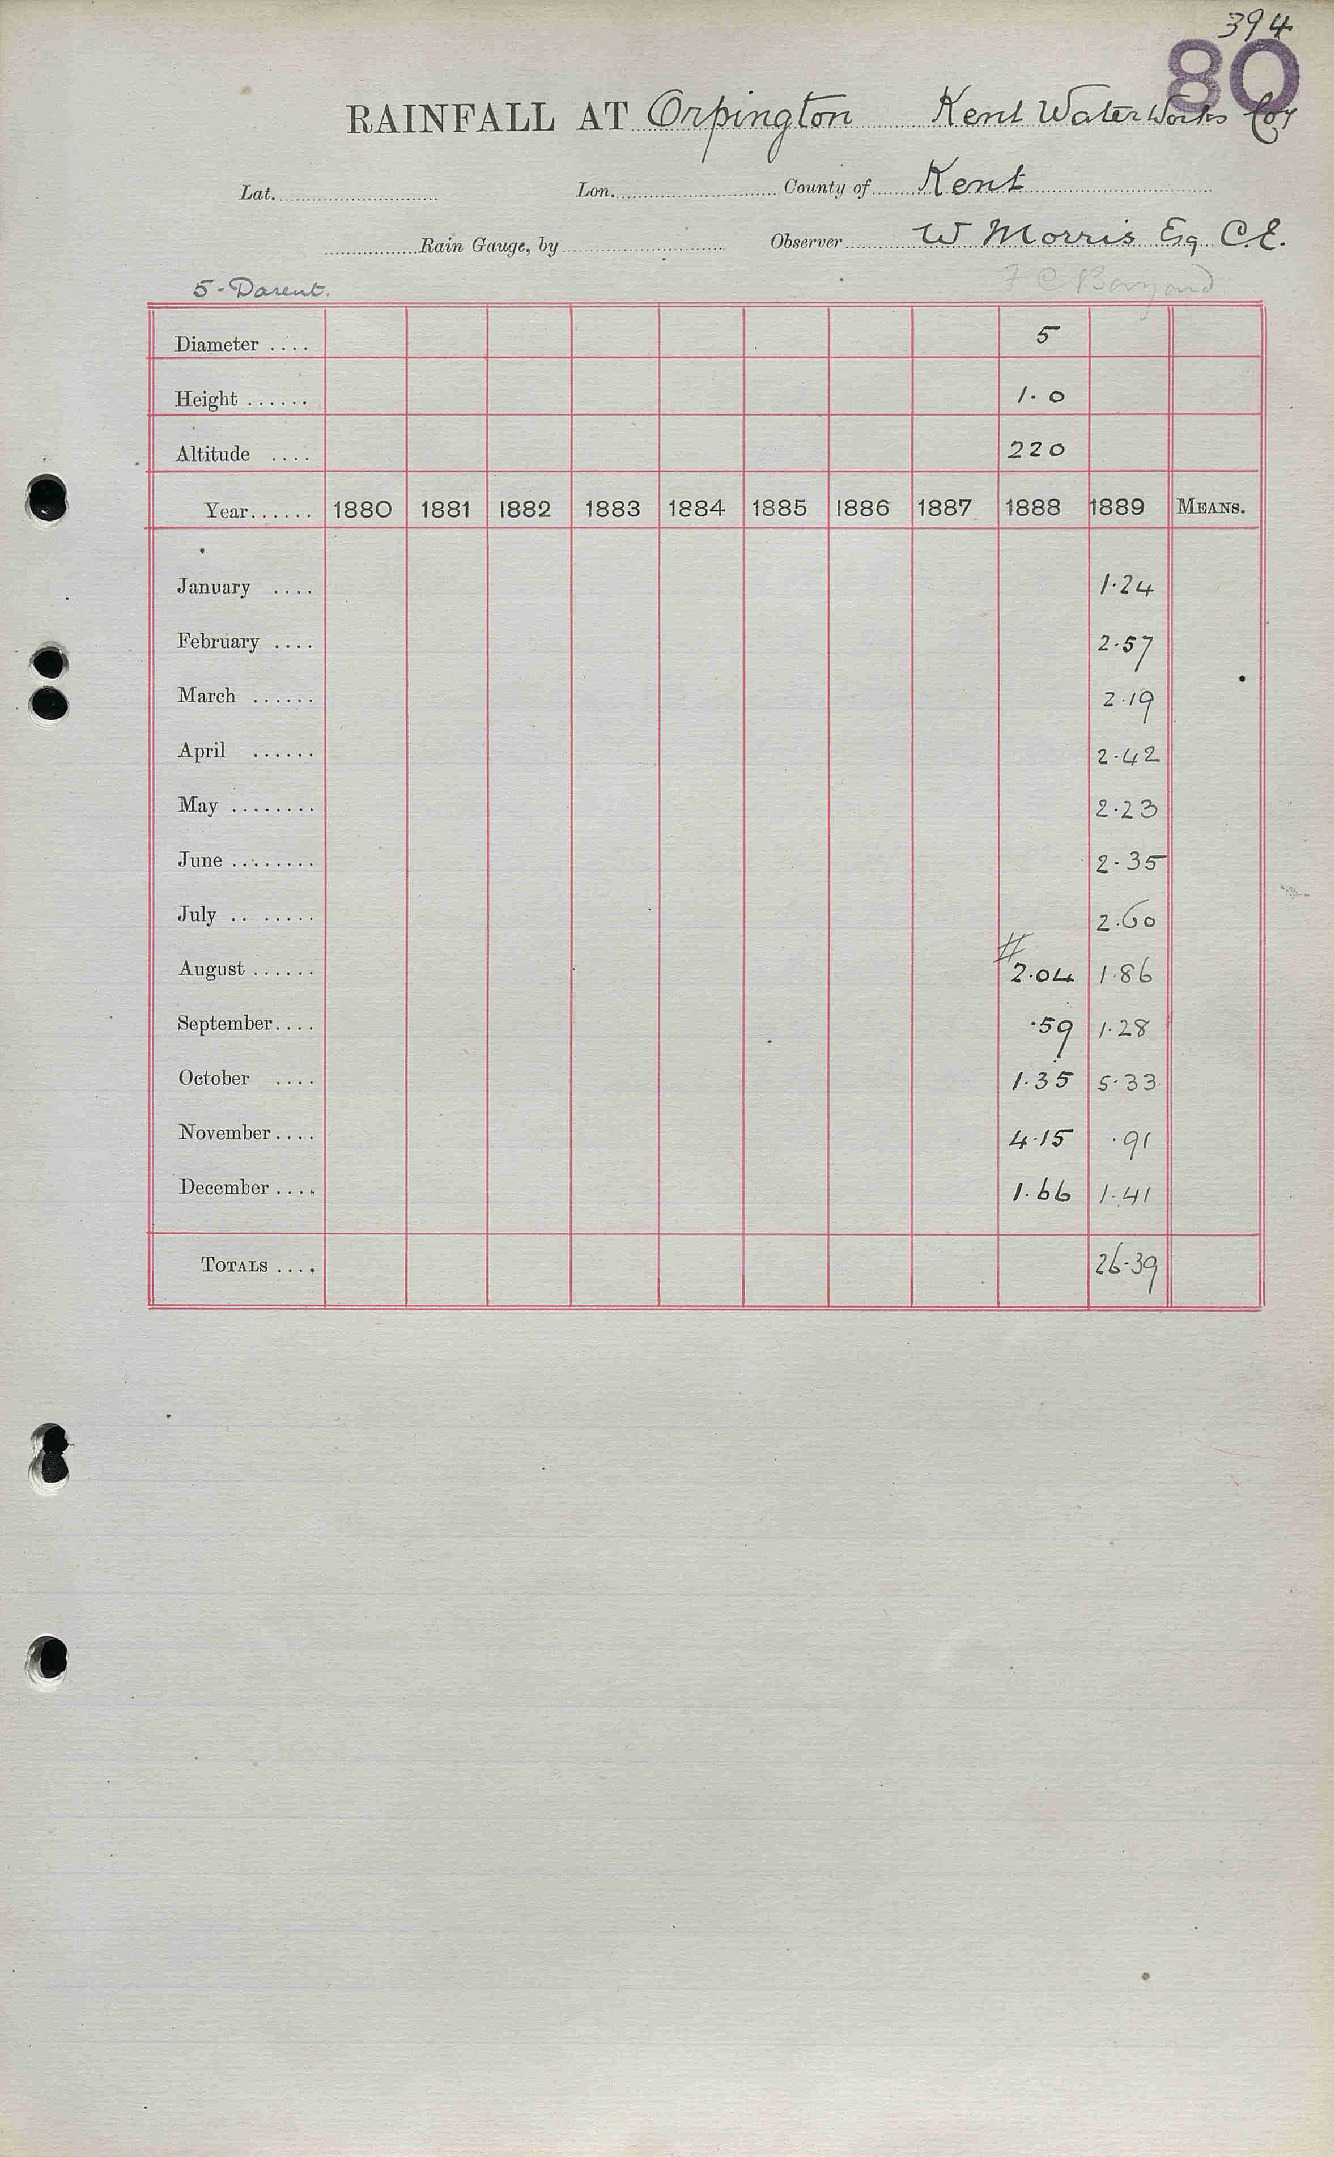 394
80
RAINFALL AT Orpington Kent Water Works Coy
Lat. Lon. County of Kent
Rain Gauge, by Observer W Morris Esq. C.E.
5 - Darent.
Diameter .... 5
Height ...... 1.0
Altitude .... 220
Year...... 1880 1881 1882 1883 1884 1885 1886 1887 1888 1889 MEANS.
January .... 1.24
February .... 2.57
March ...... 2.19
April ...... 2.42
May ........ 2.23
June ........ 2.35
July .. ...... 2.60
August ...... # 2.04 1.86
September.... .59 1.28
October .... 1.35 5.33
November .... 4.15 .91
December .... 1.66 1.41
TOTALS .... 26.39